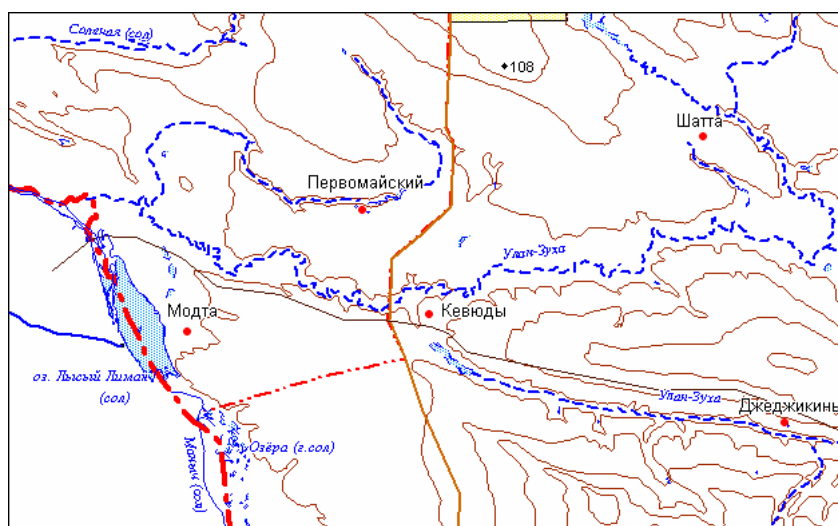 Соленая (сол)
108
Шатта
Первомайский
Улан-Зуха
Модта
Кевюды
оз. Лысый Лиман
(сол)
Улан-Зуха
Джеджикины
Озёра (г.сол)
Маныч (сол)